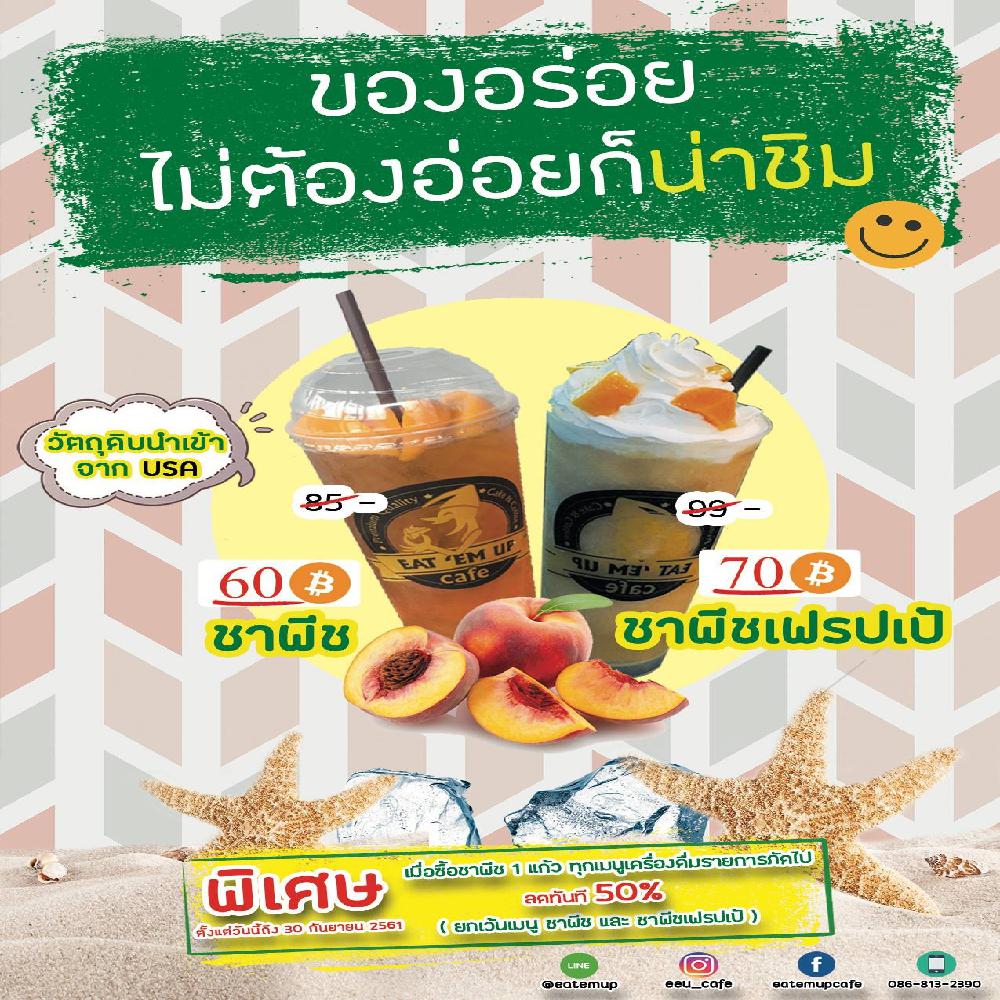 ของอร่อย
ไม่ต้องอ่อยก็น่าชิม
วัตถุดิบนำเข้า
จาก USA
85 -
99 -
Premium Quality
EAT 'EM UP
cafe
EAT 'EM UP
cafe
60 ₿
70 ₿
ชาพีช
ชาพีชเฟรปเป้
พิเศษ
ตั้งแต่วันนี้ถึง 30 กันยายน 2561
เมื่อซื้อชาพีช 1 แก้ว ทุกเมนูเครื่องดื่มรายการถัดไป
ลดทันที 50%
( ยกเว้นเมนู ชาพีช และ ชาพีชเฟรปเป้ )
LINE
@eatemup
eeu_cafe
eatemupcafe
086-813-2390